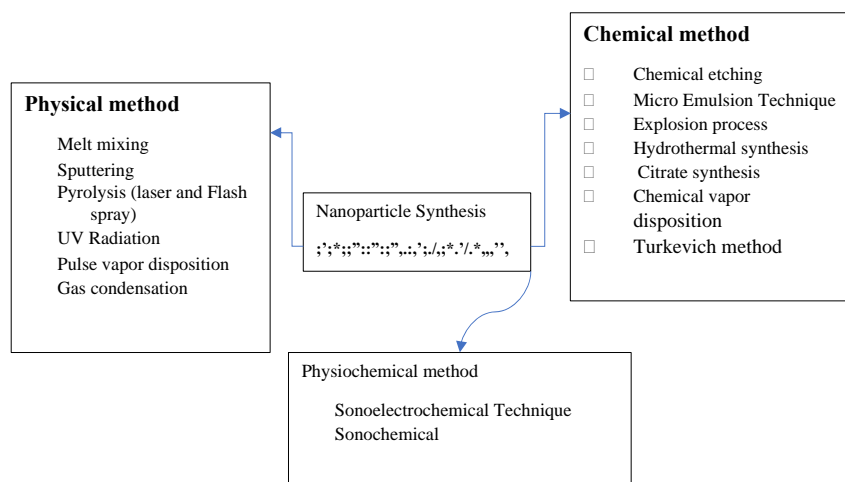 Chemical method
□ Chemical etching
□ Micro Emulsion Technique
□ Explosion process
□ Hydrothermal synthesis
□ Citrate synthesis
□ Chemical vapor
disposition
□ Turkevich method
Physical method
Melt mixing
Sputtering
Pyrolysis (laser and Flash
spray)
UV Radiation
Pulse vapor disposition
Gas condensation
Nanoparticle Synthesis
;’;*;;”::”:;”,.:,’;./,;*.’/.*,,,,’’,
Physiochemical method
Sonoelectrochemical Technique
Sonochemical